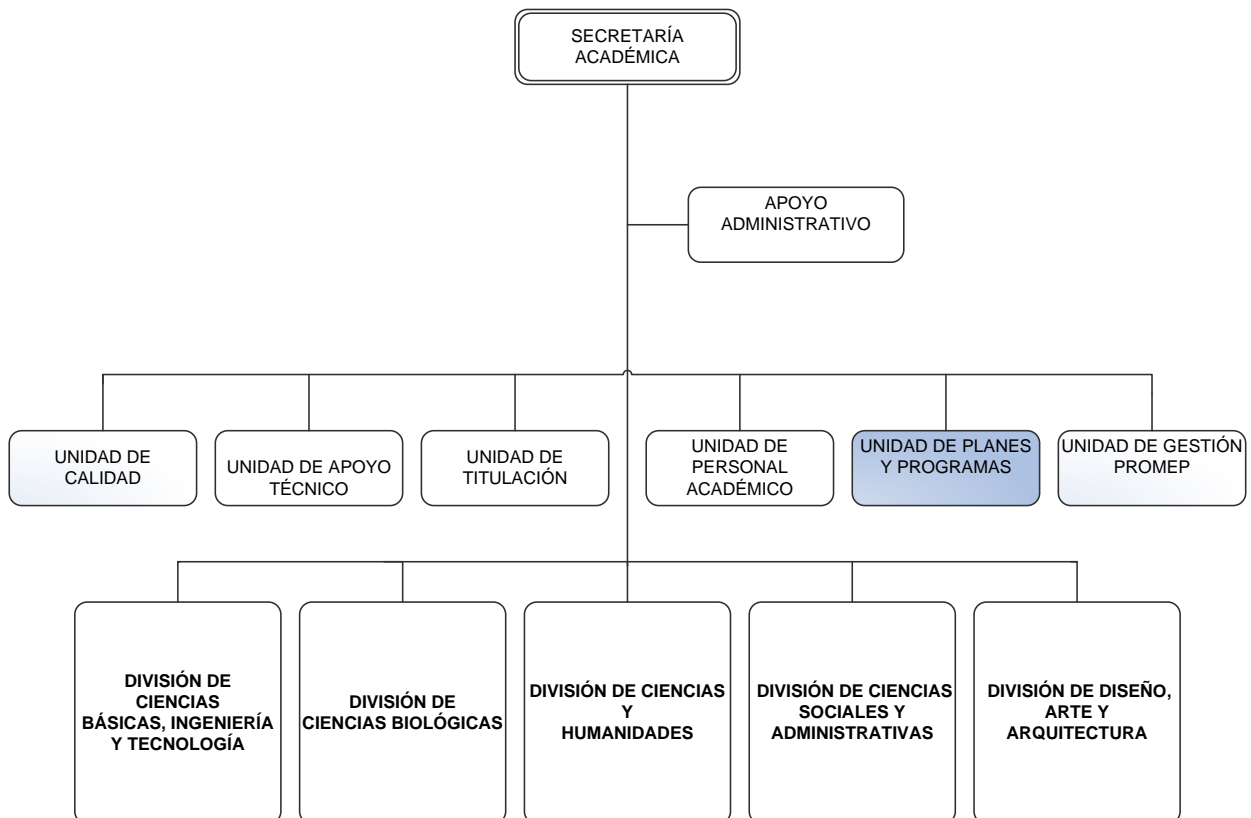 SECRETARÍA
ACADÉMICA
APOYO
ADMINISTRATIVO
UNIDAD DE
CALIDAD
UNIDAD DE APOYO
TÉCNICO
UNIDAD DE
TITULACIÓN
UNIDAD DE
PERSONAL
ACADÉMICO
UNIDAD DE PLANES
Y PROGRAMAS
UNIDAD DE GESTIÓN
PROMEP
DIVISIÓN DE
CIENCIAS
BÁSICAS, INGENIERÍA
Y TECNOLOGÍA
DIVISIÓN DE
CIENCIAS BIOLÓGICAS
DIVISIÓN DE CIENCIAS
Y
HUMANIDADES
DIVISIÓN DE CIENCIAS
SOCIALES Y
ADMINISTRATIVAS
DIVISIÓN DE DISEÑO,
ARTE Y
ARQUITECTURA